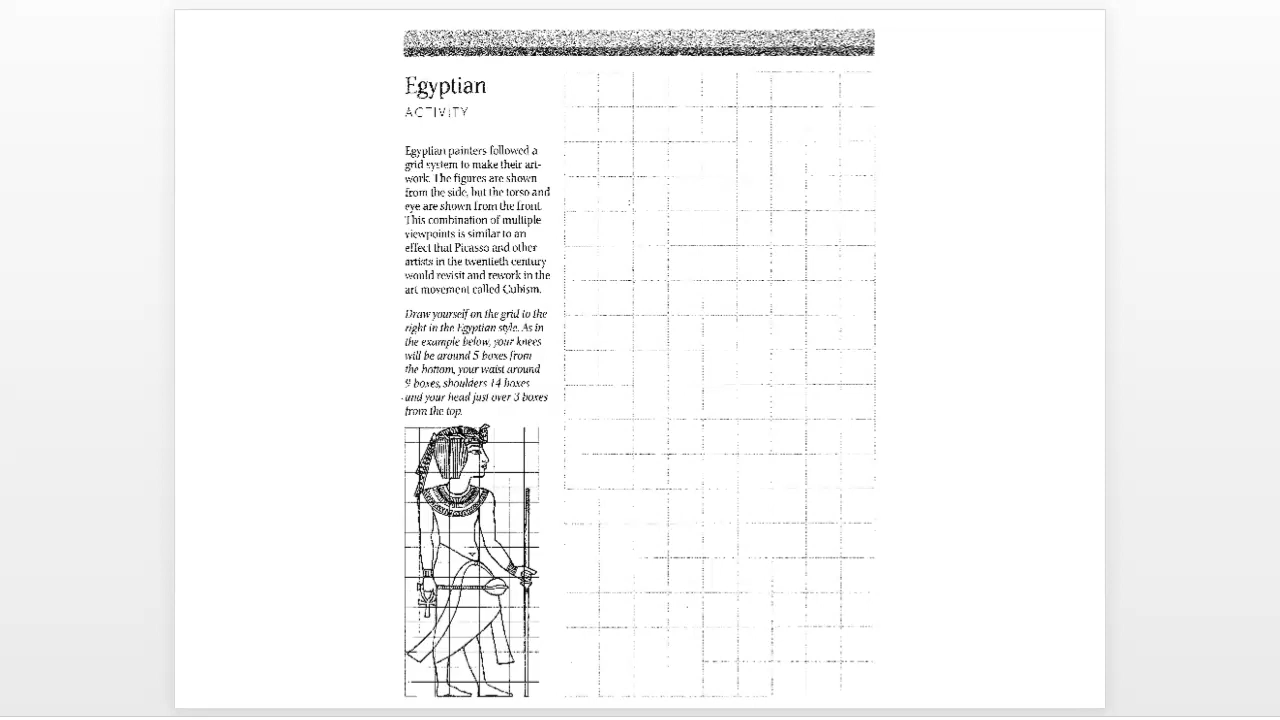 Egyptian
ACTIVITY
Egyptian painters followed a
grid system to make their art-
work. The figures are shown
from the side, but the torso and
eye are shown from the front.
This combination of multiple
viewpoints is similar to an
effect that Picasso and other
artists in the twentieth century
would revisit and rework in the
art movement called Cubism.
Draw yourself on the grid to the
right in the Egyptian style. As in
the example below, your knees
will be around 5 boxes from
the bottom, your waist around
9 boxes, shoulders 14 boxes
your head just over 3 boxes
from the top.